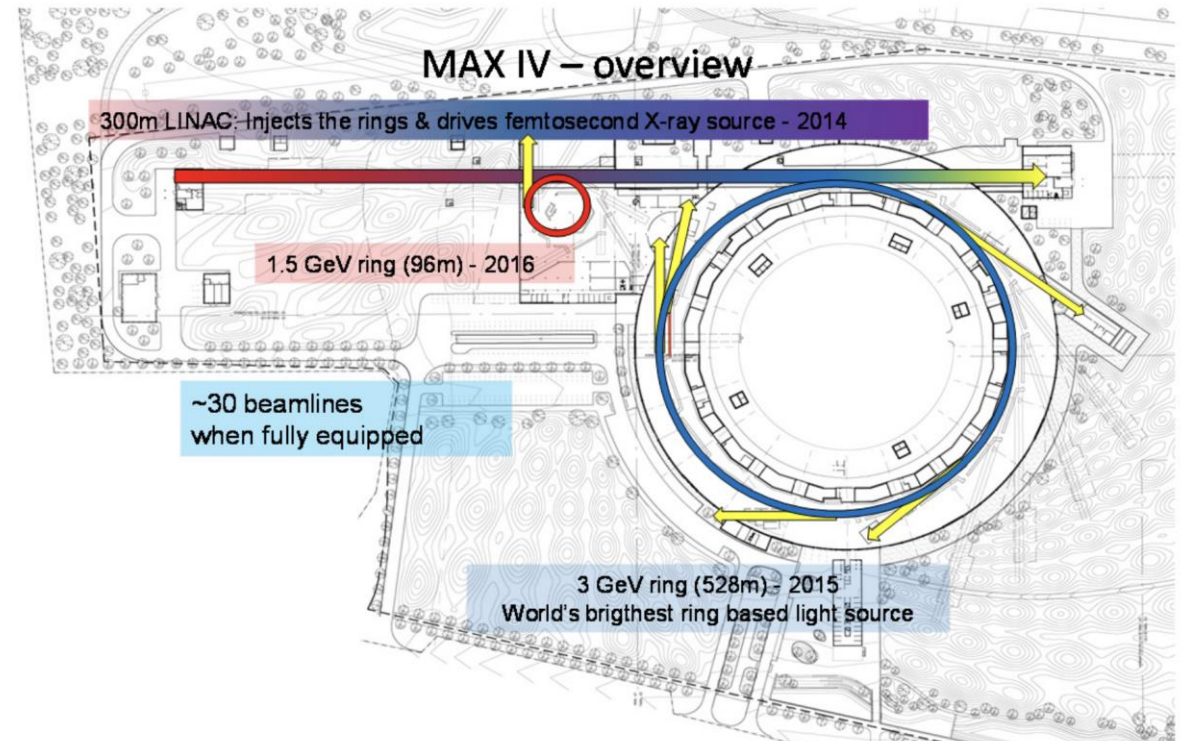 MAX IV – overview
300m LINAC: Injects the rings & drives femtosecond X-ray source - 2014
1.5 GeV ring (96m) - 2016
~30 beamlines
when fully equipped
3 GeV ring (528m) - 2015
World's brigthest ring based light source